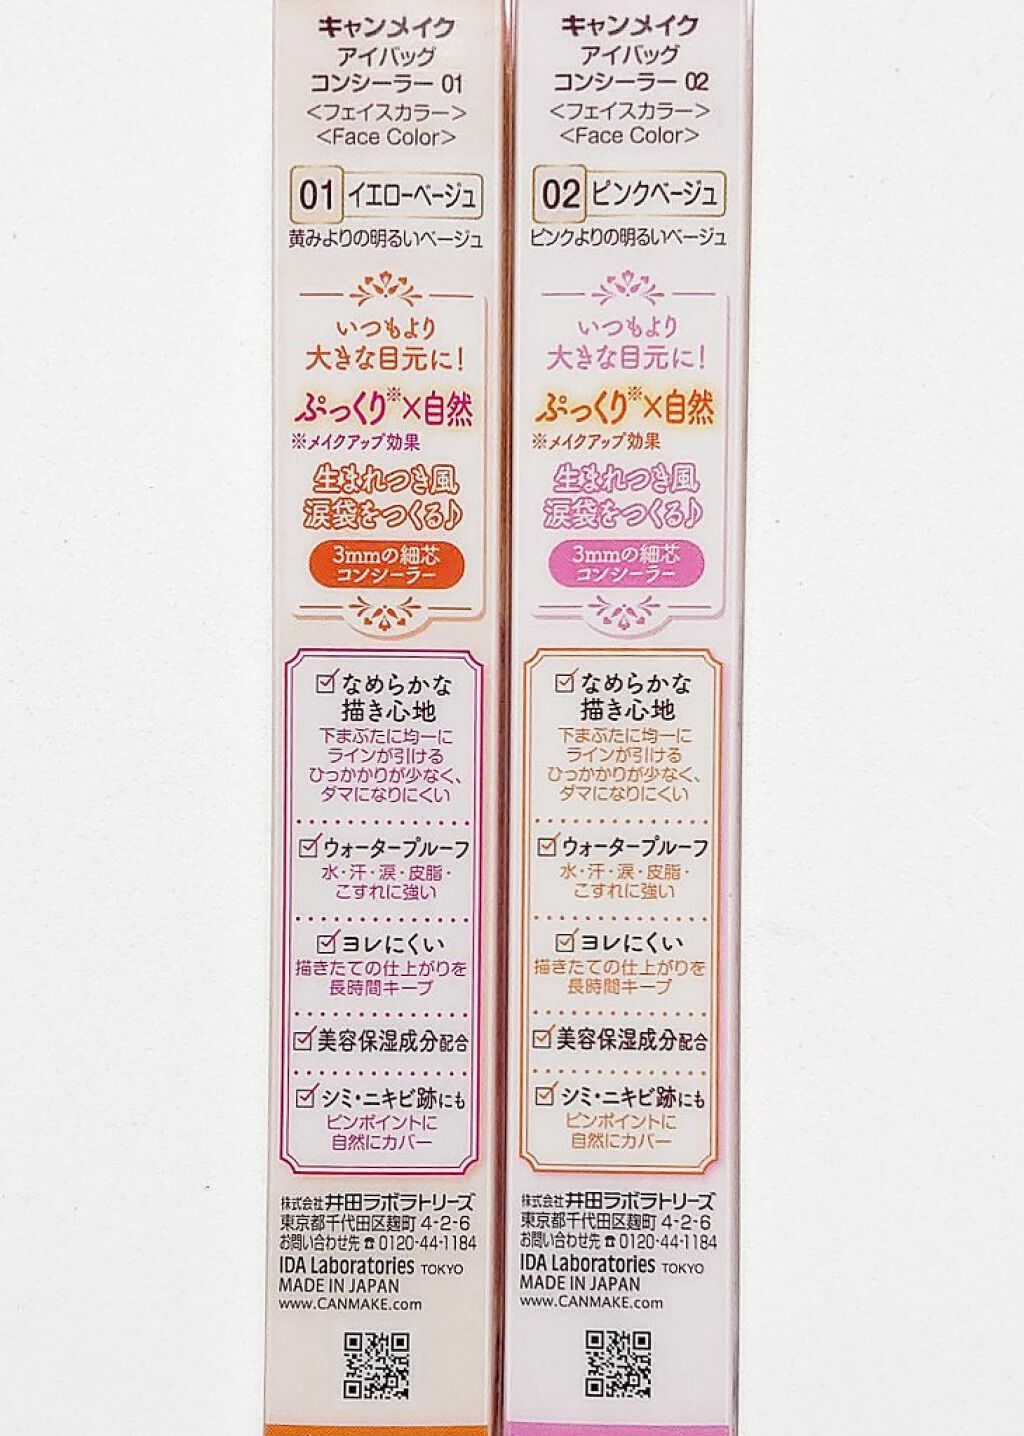 キャンメイク
アイバッグ
コンシーラー 01
<フェイスカラー>
<Face Color>
01 イエローベージュ
黄みよりの明るいベージュ
いつもより
大きな目元に!
ぷっくり※×自然
※メイクアップ効果
生まれつき風
涙袋をつくる♪
3mmの細芯
コンシーラー
☑なめらかな
描き心地
下まぶたに均一に
ラインが引ける
ひっかかりが少なく、
ダマになりにくい
☑ウォータープルーフ
水・汗・涙・皮脂・
こすれに強い
☑ヨレにくい
描きたての仕上がりを
長時間キープ
☑美容保湿成分配合
☑シミ・ニキビ跡にも
ピンポイントに
自然にカバー
株式会社 井田ラボラトリーズ
東京都千代田区麹町 4-2-6
お問い合わせ先 ☎ 0120-44-1184
IDA Laboratories TOKYO
MADE IN JAPAN
www.CANMAKE.com
キャンメイク
アイバッグ
コンシーラー 02
<フェイスカラー>
<Face Color>
02 ピンクベージュ
ピンクよりの明るいベージュ
いつもより
大きな目元に!
ぷっくり※×自然
※メイクアップ効果
生まれつき風
涙袋をつくる♪
3mmの細芯
コンシーラー
☑なめらかな
描き心地
下まぶたに均一に
ラインが引ける
ひっかかりが少なく、
ダマになりにくい
☑ウォータープルーフ
水・汗・涙・皮脂・
こすれに強い
☑ヨレにくい
描きたての仕上がりを
長時間キープ
☑美容保湿成分配合
☑シミ・ニキビ跡にも
ピンポイントに
自然にカバー
株式会社 井田ラボラトリーズ
東京都千代田区麹町 4-2-6
お問い合わせ先 ☎ 0120-44-1184
IDA Laboratories TOKYO
MADE IN JAPAN
www.CANMAKE.com